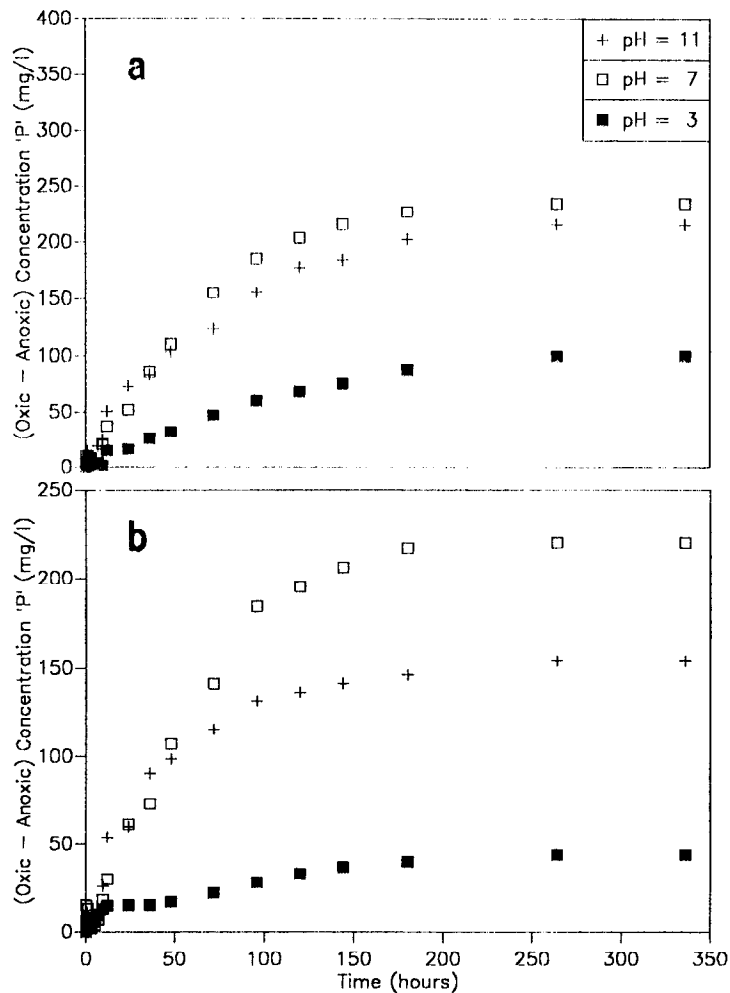 400
350
300
250
200
150
100
50
0
(Oxic – Anoxic) Concentration 'P' (mg/l)
a
+ pH = 11
□ pH = 7
■ pH = 3
250
200
150
100
50
0
(Oxic – Anoxic) Concentration 'P' (mg/l)
b
0 50 100 150 200 250 300 350
Time (hours)